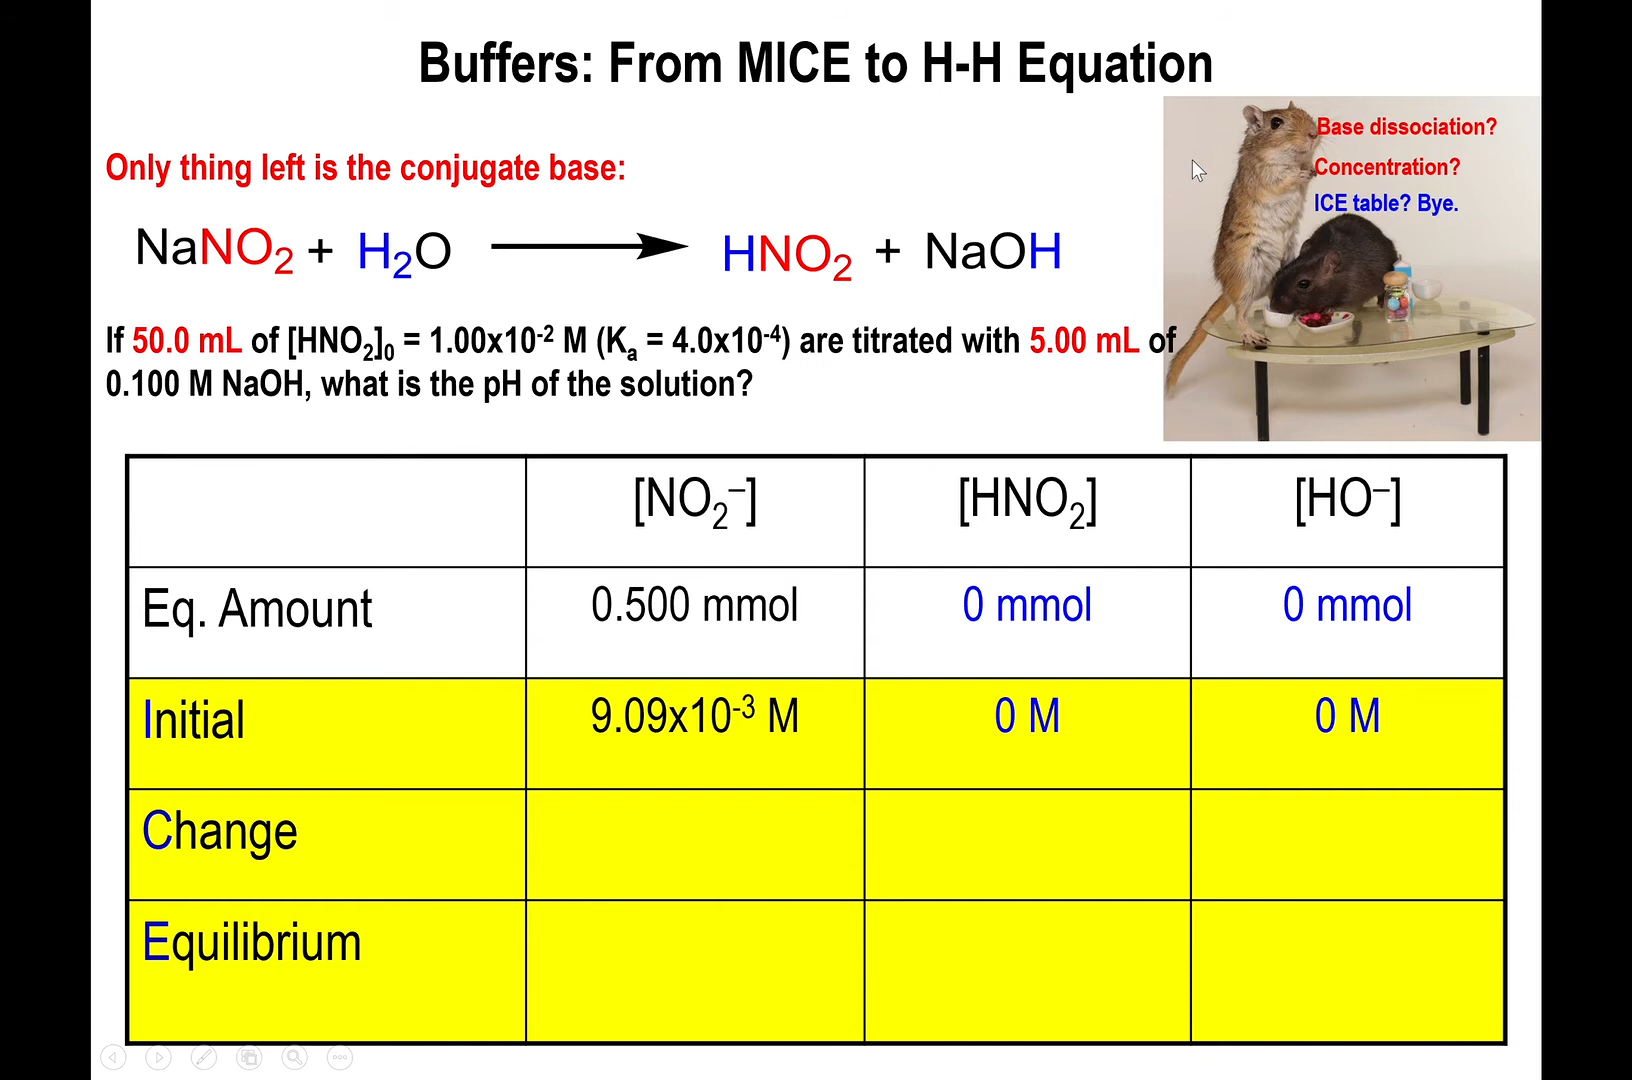 Buffers: From MICE to H-H Equation
Base dissociation?
Concentration?
ICE table? Bye.
Only thing left is the conjugate base:
NaNO₂ + H₂O ⟶ HNO₂ + NaOH
If 50.0 mL of [HNO₂]₀ = 1.00x10⁻² M (Kₐ = 4.0x10⁻⁴) are titrated with 5.00 mL of
0.100 M NaOH, what is the pH of the solution?
[NO₂⁻] [HNO₂] [HO⁻]
Eq. Amount 0.500 mmol 0 mmol 0 mmol
Initial 9.09x10⁻³ M 0 M 0 M
Change
Equilibrium